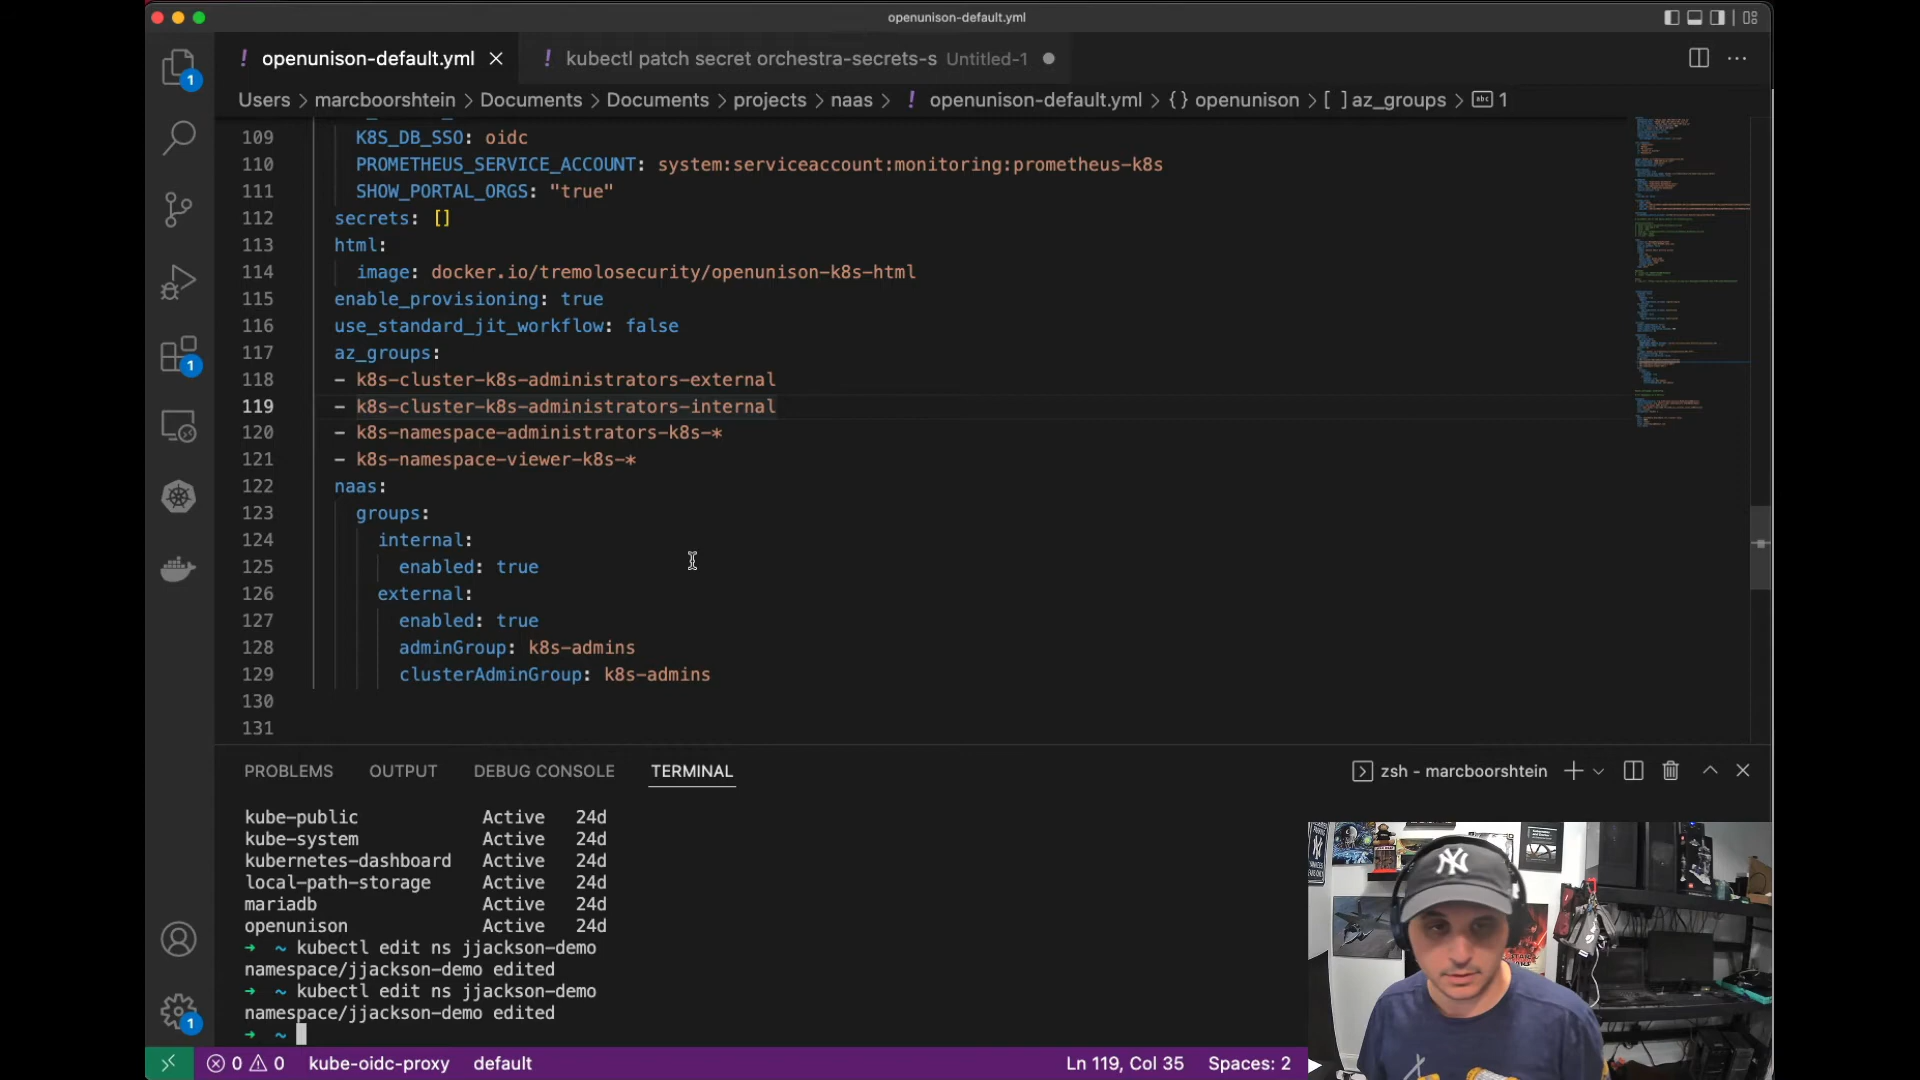 openunison-default.yml
! openunison-default.yml
! kubectl patch secret orchestra-secrets-s Untitled-1
Users > marcboorshtein > Documents > Documents > projects > naas > ! openunison-default.yml > {} openunison > [ ] az_groups > abc 1
109 K8S_DB_SSO: oidc
110 PROMETHEUS_SERVICE_ACCOUNT: system:serviceaccount:monitoring:prometheus-k8s
111 SHOW_PORTAL_ORGS: "true"
112 secrets: []
113 html:
114 image: docker.io/tremolosecurity/openunison-k8s-html
115 enable_provisioning: true
116 use_standard_jit_workflow: false
117 az_groups:
118 - k8s-cluster-k8s-administrators-external
119 - k8s-cluster-k8s-administrators-internal
120 - k8s-namespace-administrators-k8s-*
121 - k8s-namespace-viewer-k8s-*
122 naas:
123 groups:
124 internal:
125 enabled: true
126 external:
127 enabled: true
128 adminGroup: k8s-admins
129 clusterAdminGroup: k8s-admins
130
131
1
1
1
PROBLEMS OUTPUT DEBUG CONSOLE TERMINAL
zsh - marcboorshtein
kube-public Active 24d
kube-system Active 24d
kubernetes-dashboard Active 24d
local-path-storage Active 24d
mariadb Active 24d
openunison Active 24d
➜ ~ kubectl edit ns jjackson-demo
namespace/jjackson-demo edited
➜ ~ kubectl edit ns jjackson-demo
namespace/jjackson-demo edited
➜ ~
0 0 kube-oidc-proxy default
Ln 119, Col 35 Spaces: 2